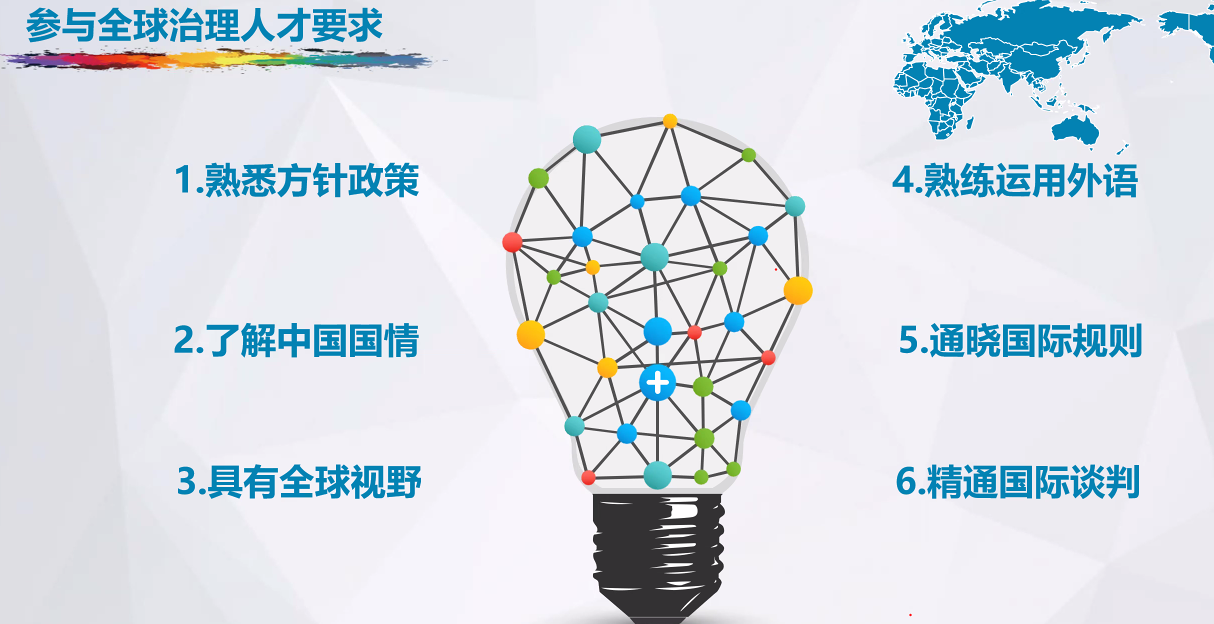 参与全球治理人才要求
1.熟悉方针政策
2.了解中国国情
3.具有全球视野
4.熟练运用外语
5.通晓国际规则
6.精通国际谈判